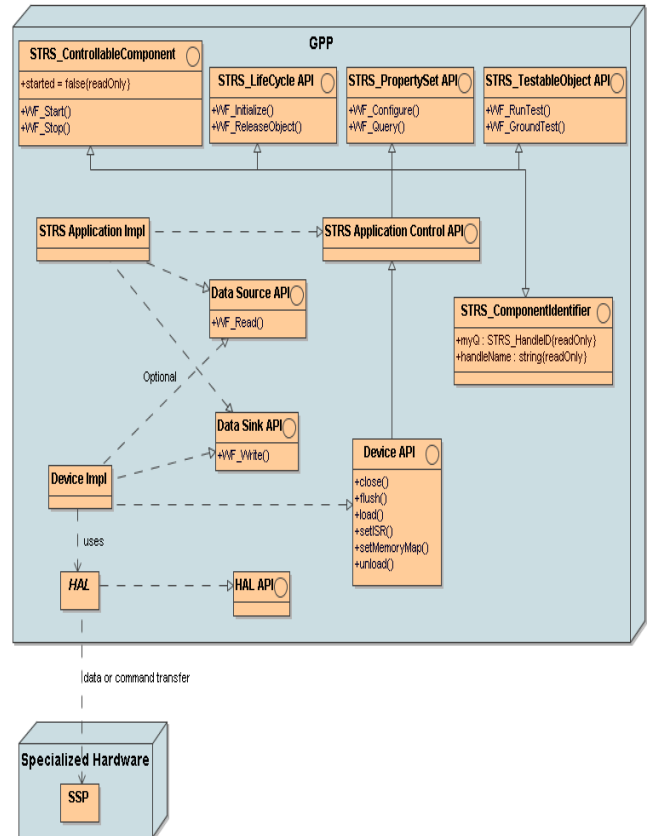 GPP
STRS_ControllableComponent
+started = false{readOnly}
+WF_Start()
+WF_Stop()
STRS_LifeCycle API
+WF_Initialize()
+WF_ReleaseObject()
STRS_PropertySet API
+WF_Configure()
+WF_Query()
STRS_TestableObject API
+WF_RunTest()
+WF_GroundTest()
STRS Application Impl
STRS Application Control API
Data Source API
+WF_Read()
STRS_ComponentIdentifier
+myQ : STRS_HandleID{readOnly}
+handleName : string{readOnly}
Optional
Data Sink API
+WF_Write()
Device API
+close()
+flush()
+load()
+setISR()
+setMemoryMap()
+unload()
Device Impl
uses
HAL
HAL API
data or command transfer
Specialized Hardware
SSP